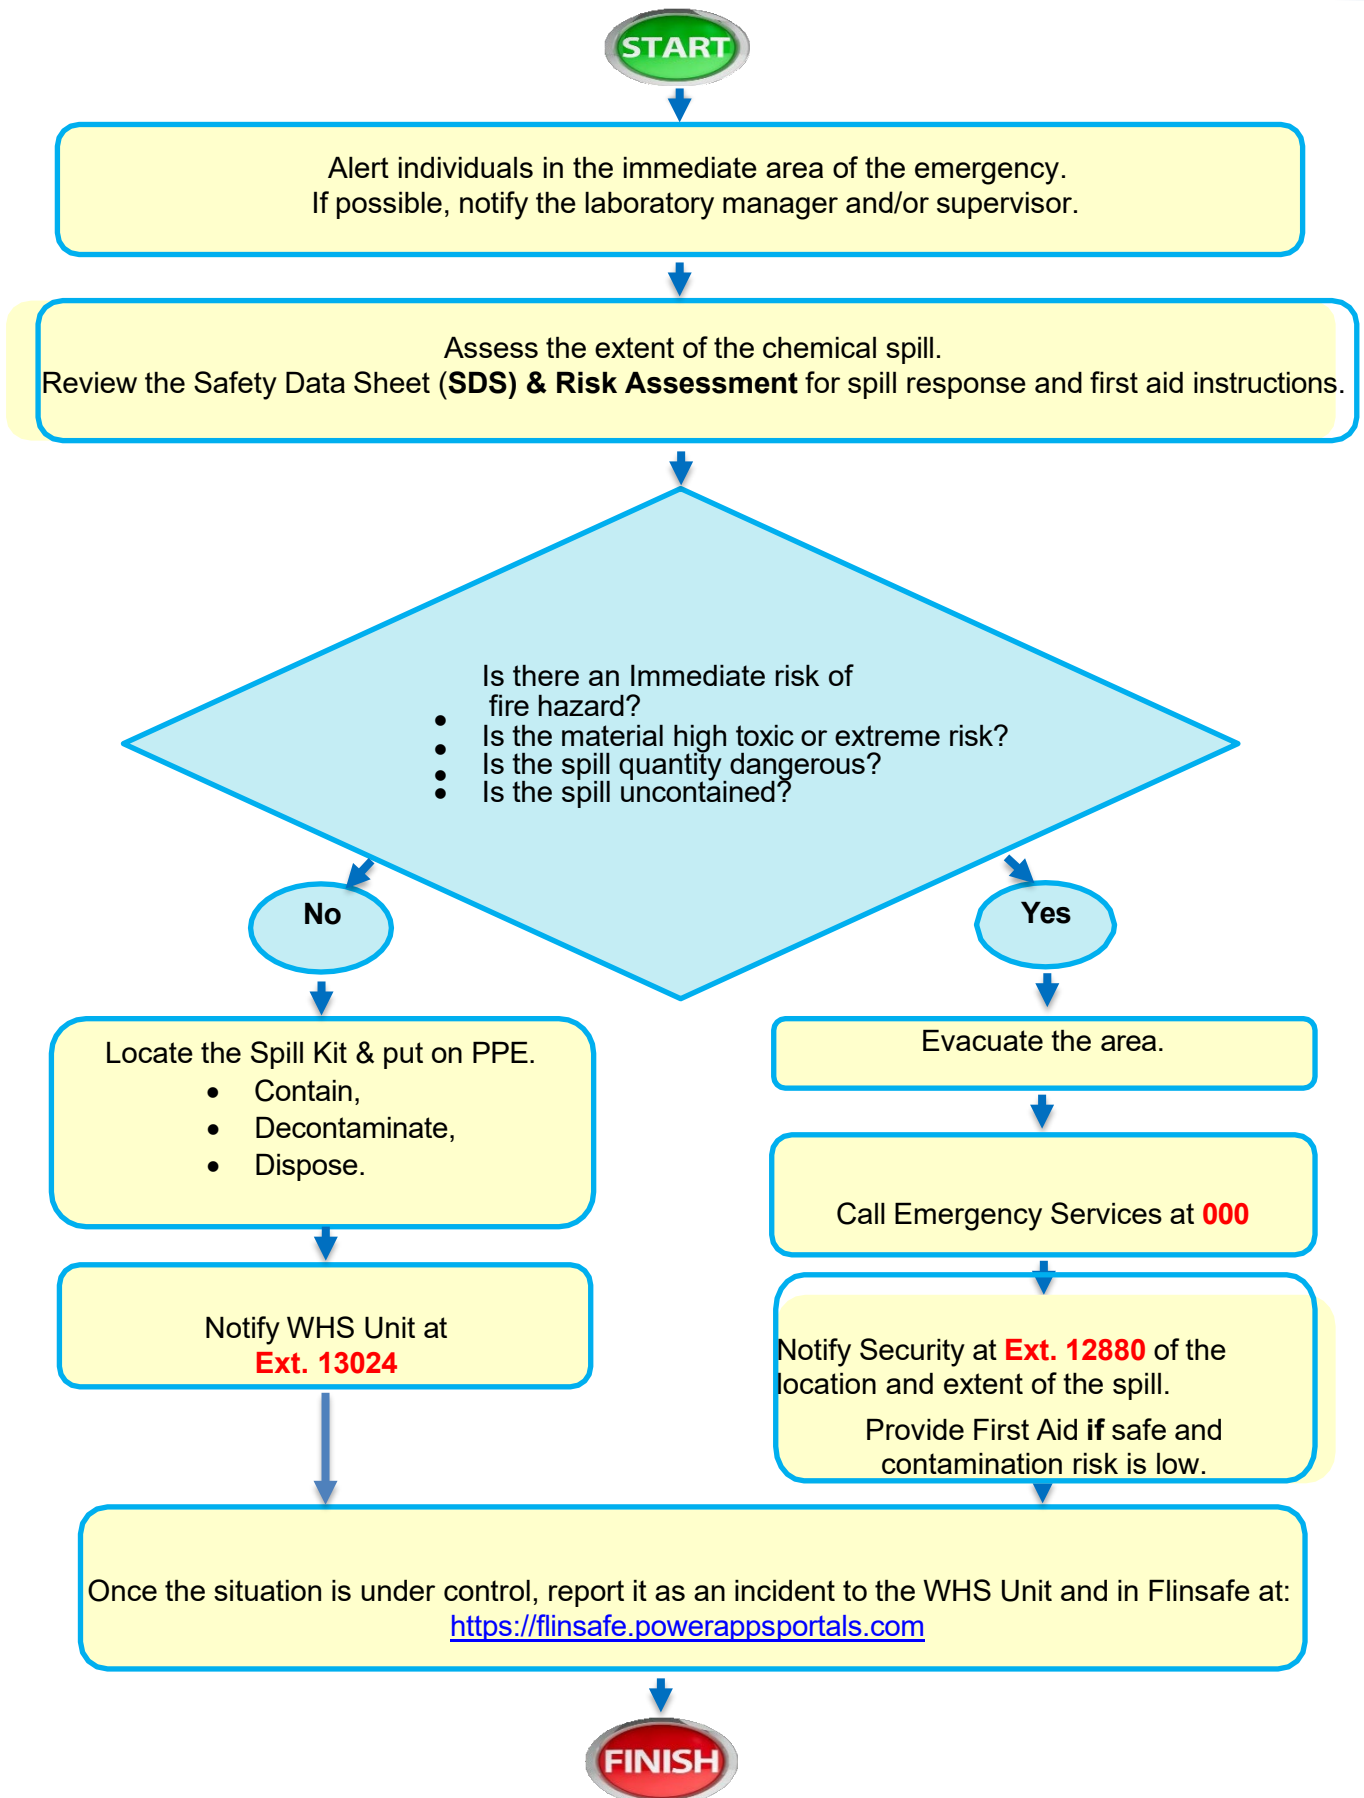 START
Alert individuals in the immediate area of the emergency.
If possible, notify the laboratory manager and/or supervisor.
Assess the extent of the chemical spill.
Review the Safety Data Sheet (SDS) & Risk Assessment for spill response and first aid instructions.
Is there an Immediate risk of
fire hazard?
• Is the material high toxic or extreme risk?
• Is the spill quantity dangerous?
• Is the spill uncontained?
No
Yes
Locate the Spill Kit & put on PPE.
• Contain,
• Decontaminate,
• Dispose.
Notify WHS Unit at
Ext. 13024
Evacuate the area.
Call Emergency Services at 000
Notify Security at Ext. 12880 of the
location and extent of the spill.
Provide First Aid if safe and
contamination risk is low.
Once the situation is under control, report it as an incident to the WHS Unit and in Flinsafe at:
https://flinsafe.powerappsportals.com
FINISH